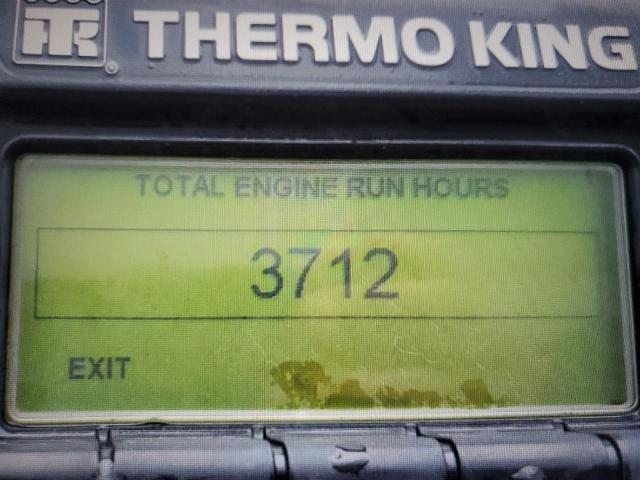 TK®
THERMO KING
TOTAL ENGINE RUN HOURS
3712
EXIT